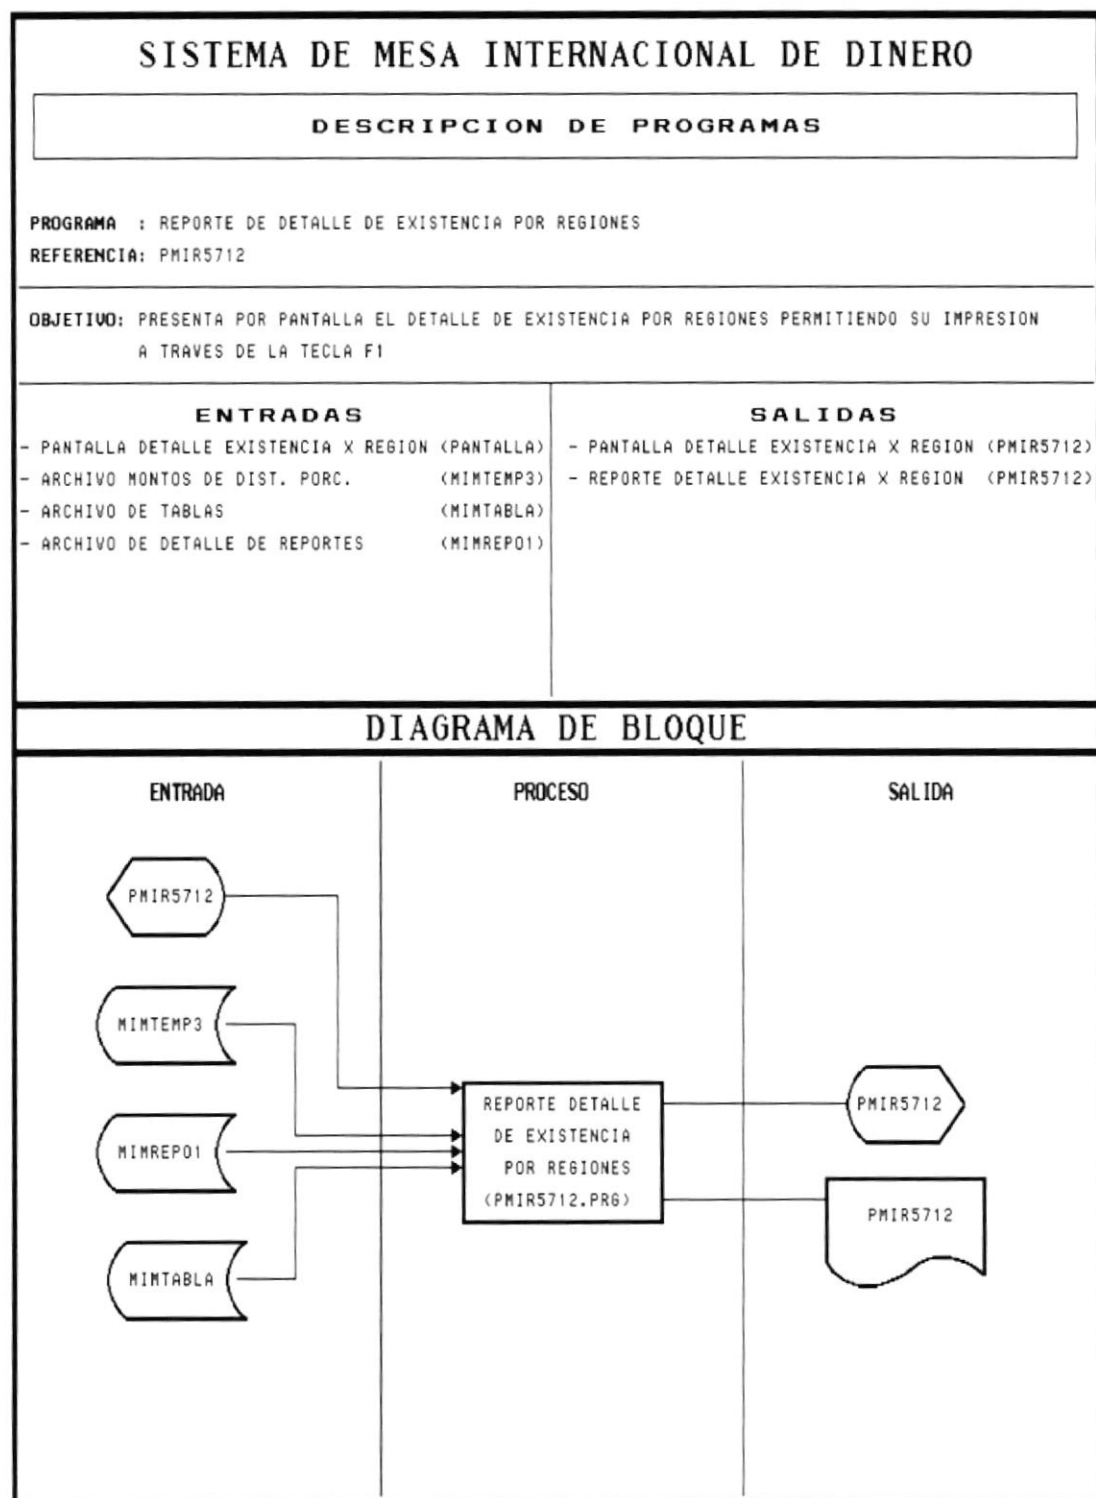 SISTEMA DE MESA INTERNACIONAL DE DINERO
DESCRIPCION DE PROGRAMAS
PROGRAMA : REPORTE DE DETALLE DE EXISTENCIA POR REGIONES
REFERENCIA: PMIR5712
OBJETIVO: PRESENTA POR PANTALLA EL DETALLE DE EXISTENCIA POR REGIONES PERMITIENDO SU IMPRESION
A TRAVES DE LA TECLA F1
ENTRADAS
- PANTALLA DETALLE EXISTENCIA X REGION (PANTALLA)
- ARCHIVO MONTOS DE DIST. PORC. (MIMTEMP3)
- ARCHIVO DE TABLAS (MIMTABLA)
- ARCHIVO DE DETALLE DE REPORTES (MIMREPO1)
SALIDAS
- PANTALLA DETALLE EXISTENCIA X REGION (PMIR5712)
- REPORTE DETALLE EXISTENCIA X REGION (PMIR5712)
DIAGRAMA DE BLOQUE
ENTRADA
PROCESO
SALIDA
PMIR5712
MIMTEMP3
MIMREPO1
MIMTABLA
REPORTE DETALLE
DE EXISTENCIA
POR REGIONES
(PMIR5712.PRG)
PMIR5712
PMIR5712